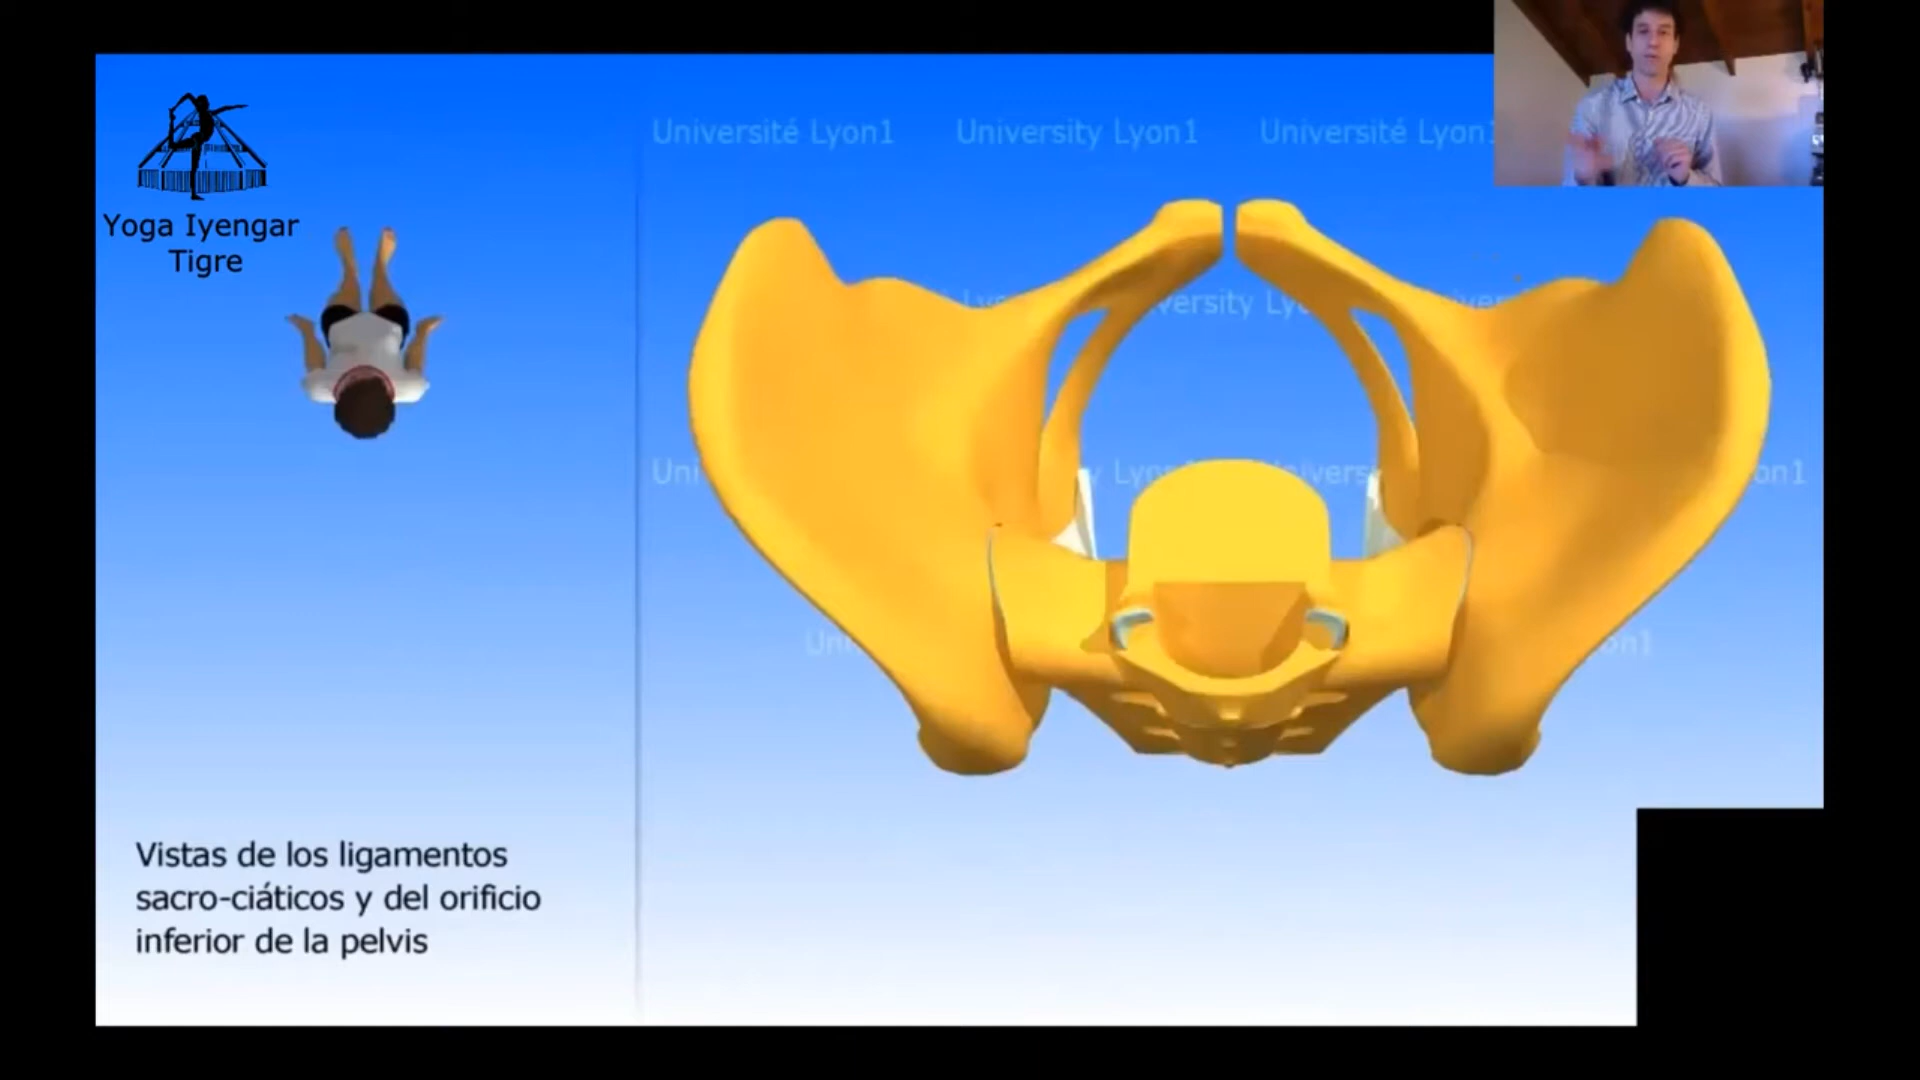 Université Lyon1 University Lyon1 Université Lyon1
Yoga Iyengar
Tigre
Vistas de los ligamentos
sacro-ciáticos y del orificio
inferior de la pelvis